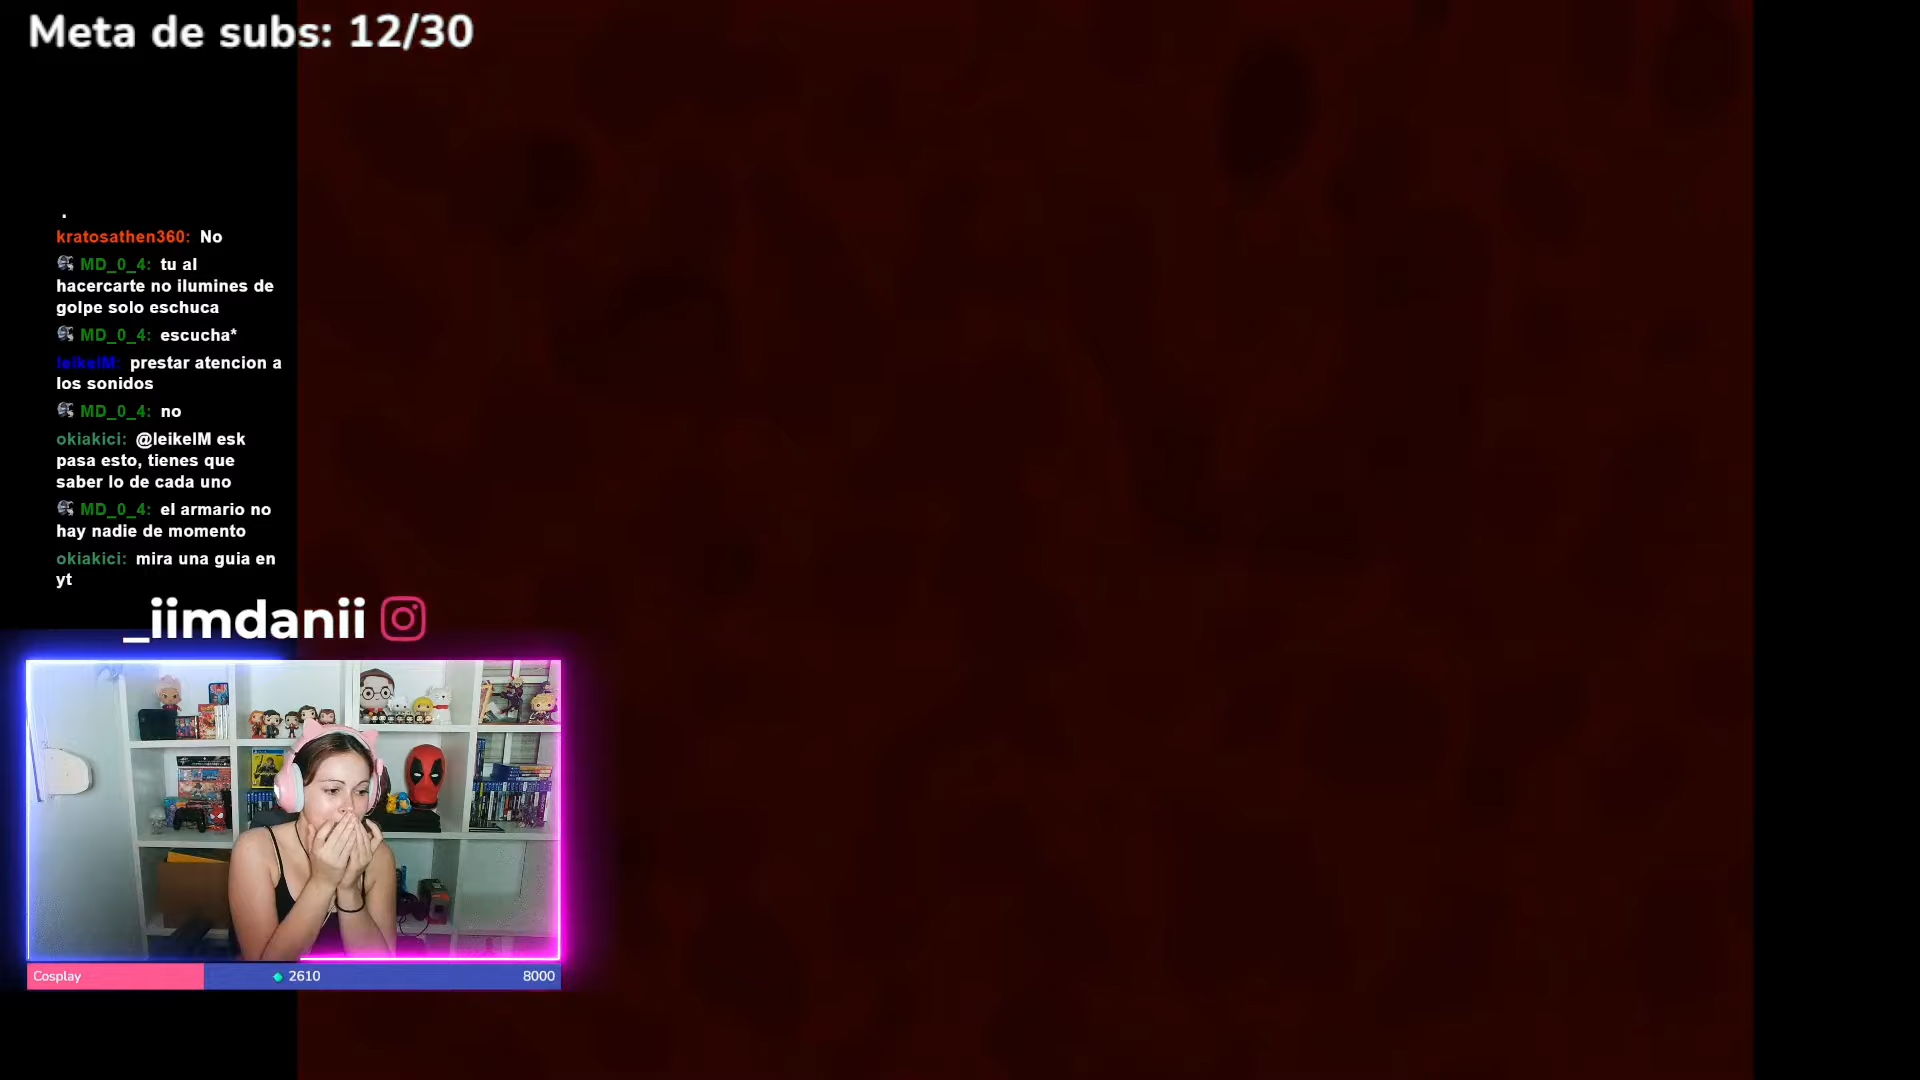 Meta de subs: 12/30
.
kratosathen360: No
MD_0_4: tu al
hacercarte no ilumines de
golpe solo eschuca
MD_0_4: escucha*
leikelM: prestar atencion a
los sonidos
MD_0_4: no
okiakici: @leikelM esk
pasa esto, tienes que
saber lo de cada uno
MD_0_4: el armario no
hay nadie de momento
okiakici: mira una guia en
yt
_iimdanii
Cosplay 2610 8000